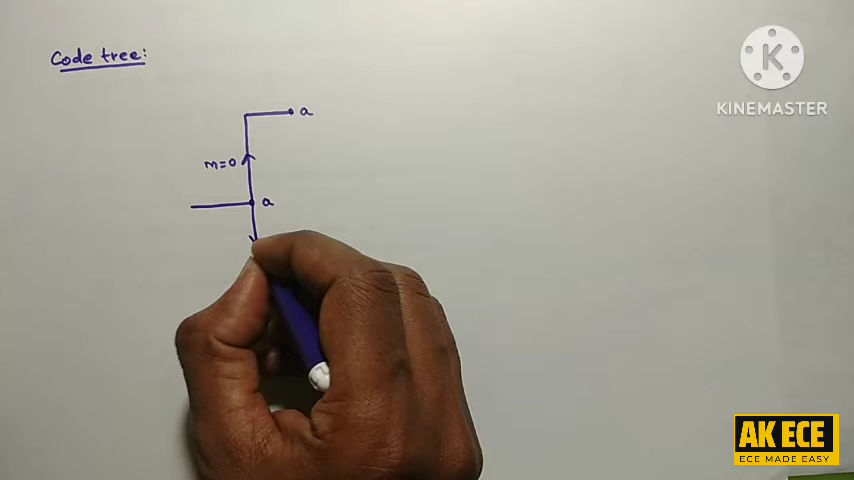 Code tree:
K
KINEMASTER
a
m=0
a
AK ECE
ECE MADE EASY